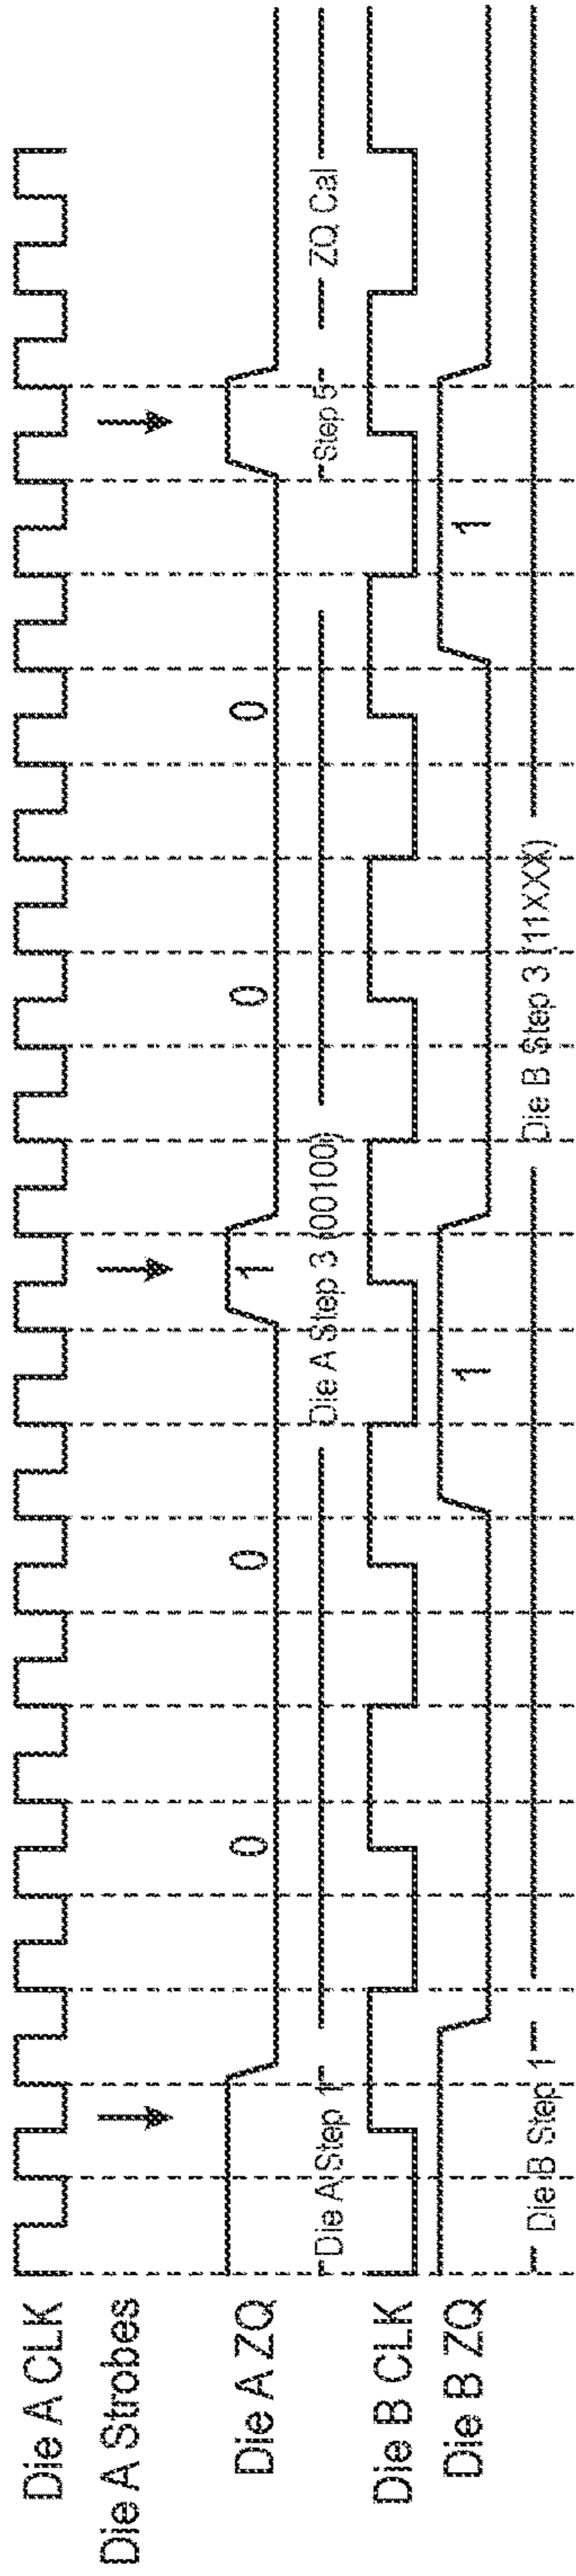 Die A CLK
Die A Strobes
Die A ZQ
0 0 1 0 0
Die A Step 1
Die A Step 3 (00100)
Step 5
ZQ Cal
Die B CLK
Die B ZQ
1 1
Die B Step 1
Die B Step 3 (11XXX)